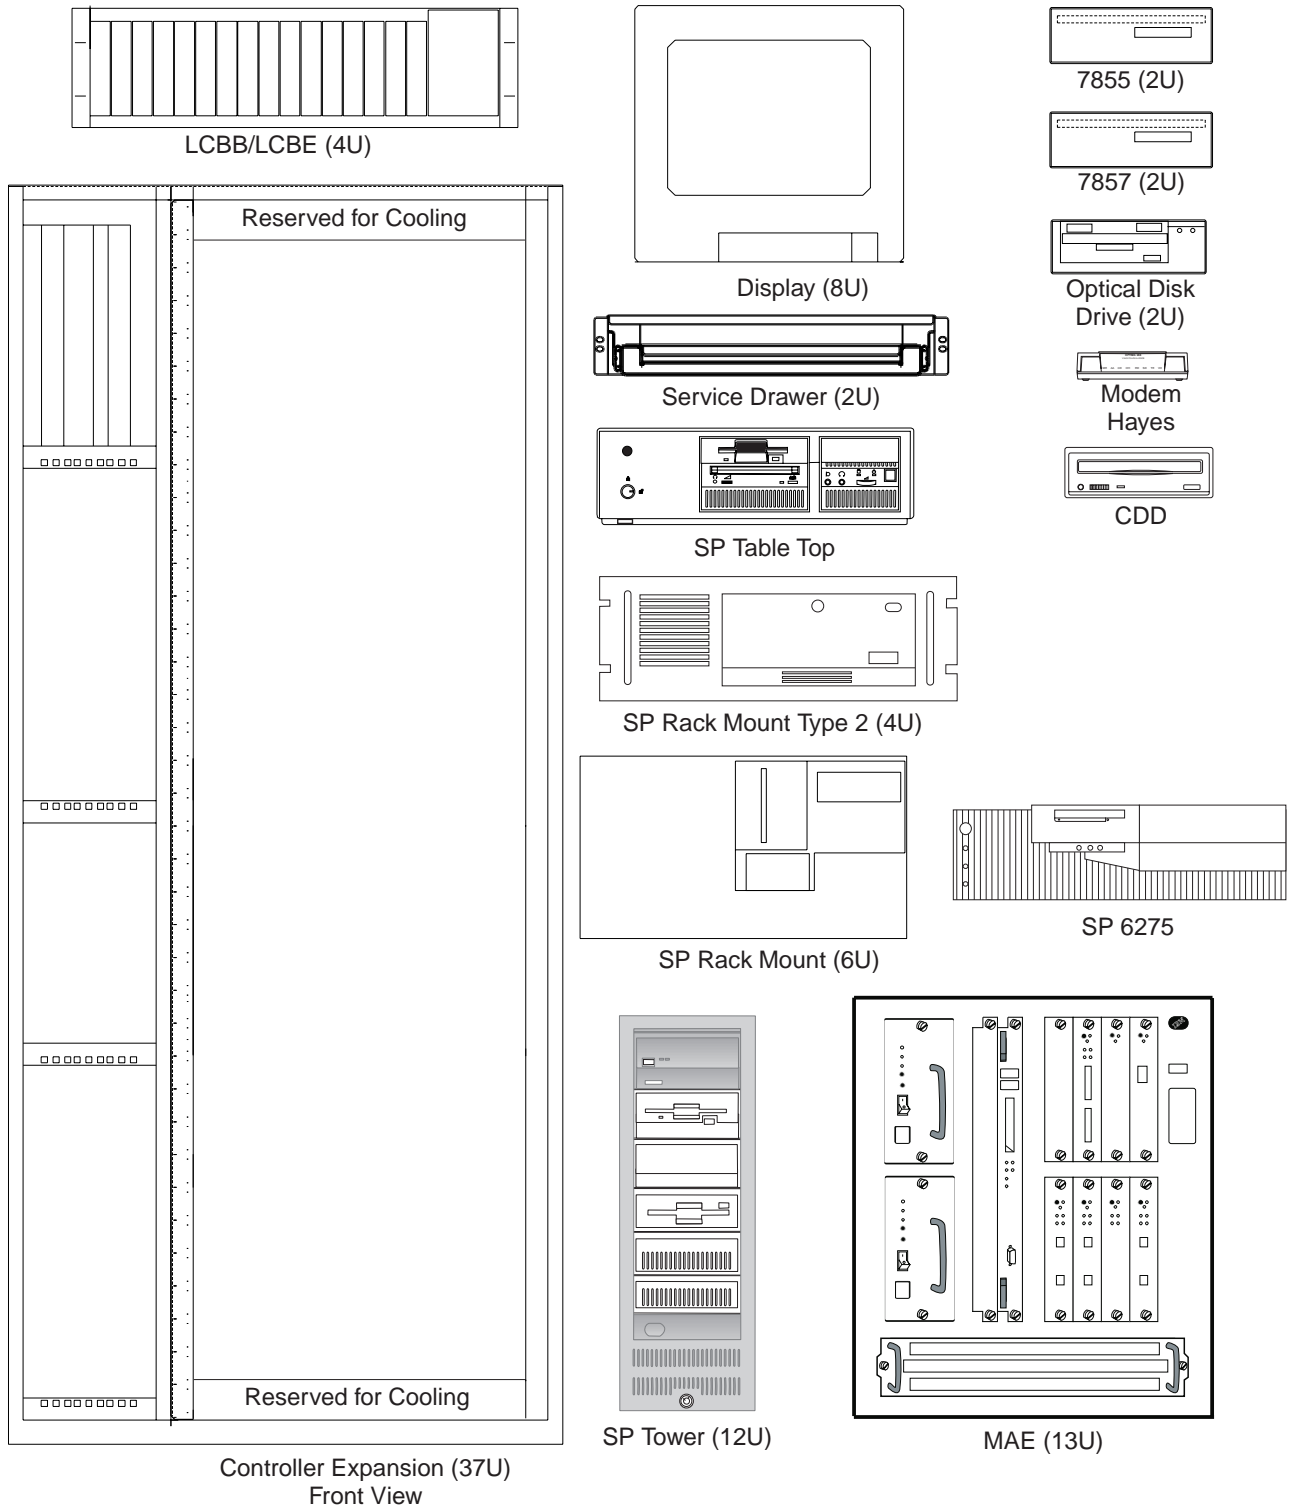 LCBB/LCBE (4U)
Reserved for Cooling
Reserved for Cooling
Controller Expansion (37U)
Front View
Display (8U)
Service Drawer (2U)
SP Table Top
SP Rack Mount Type 2 (4U)
SP Rack Mount (6U)
SP Tower (12U)
7855 (2U)
7857 (2U)
Optical Disk
Drive (2U)
Modem
Hayes
CDD
SP 6275
IBM
MAE (13U)